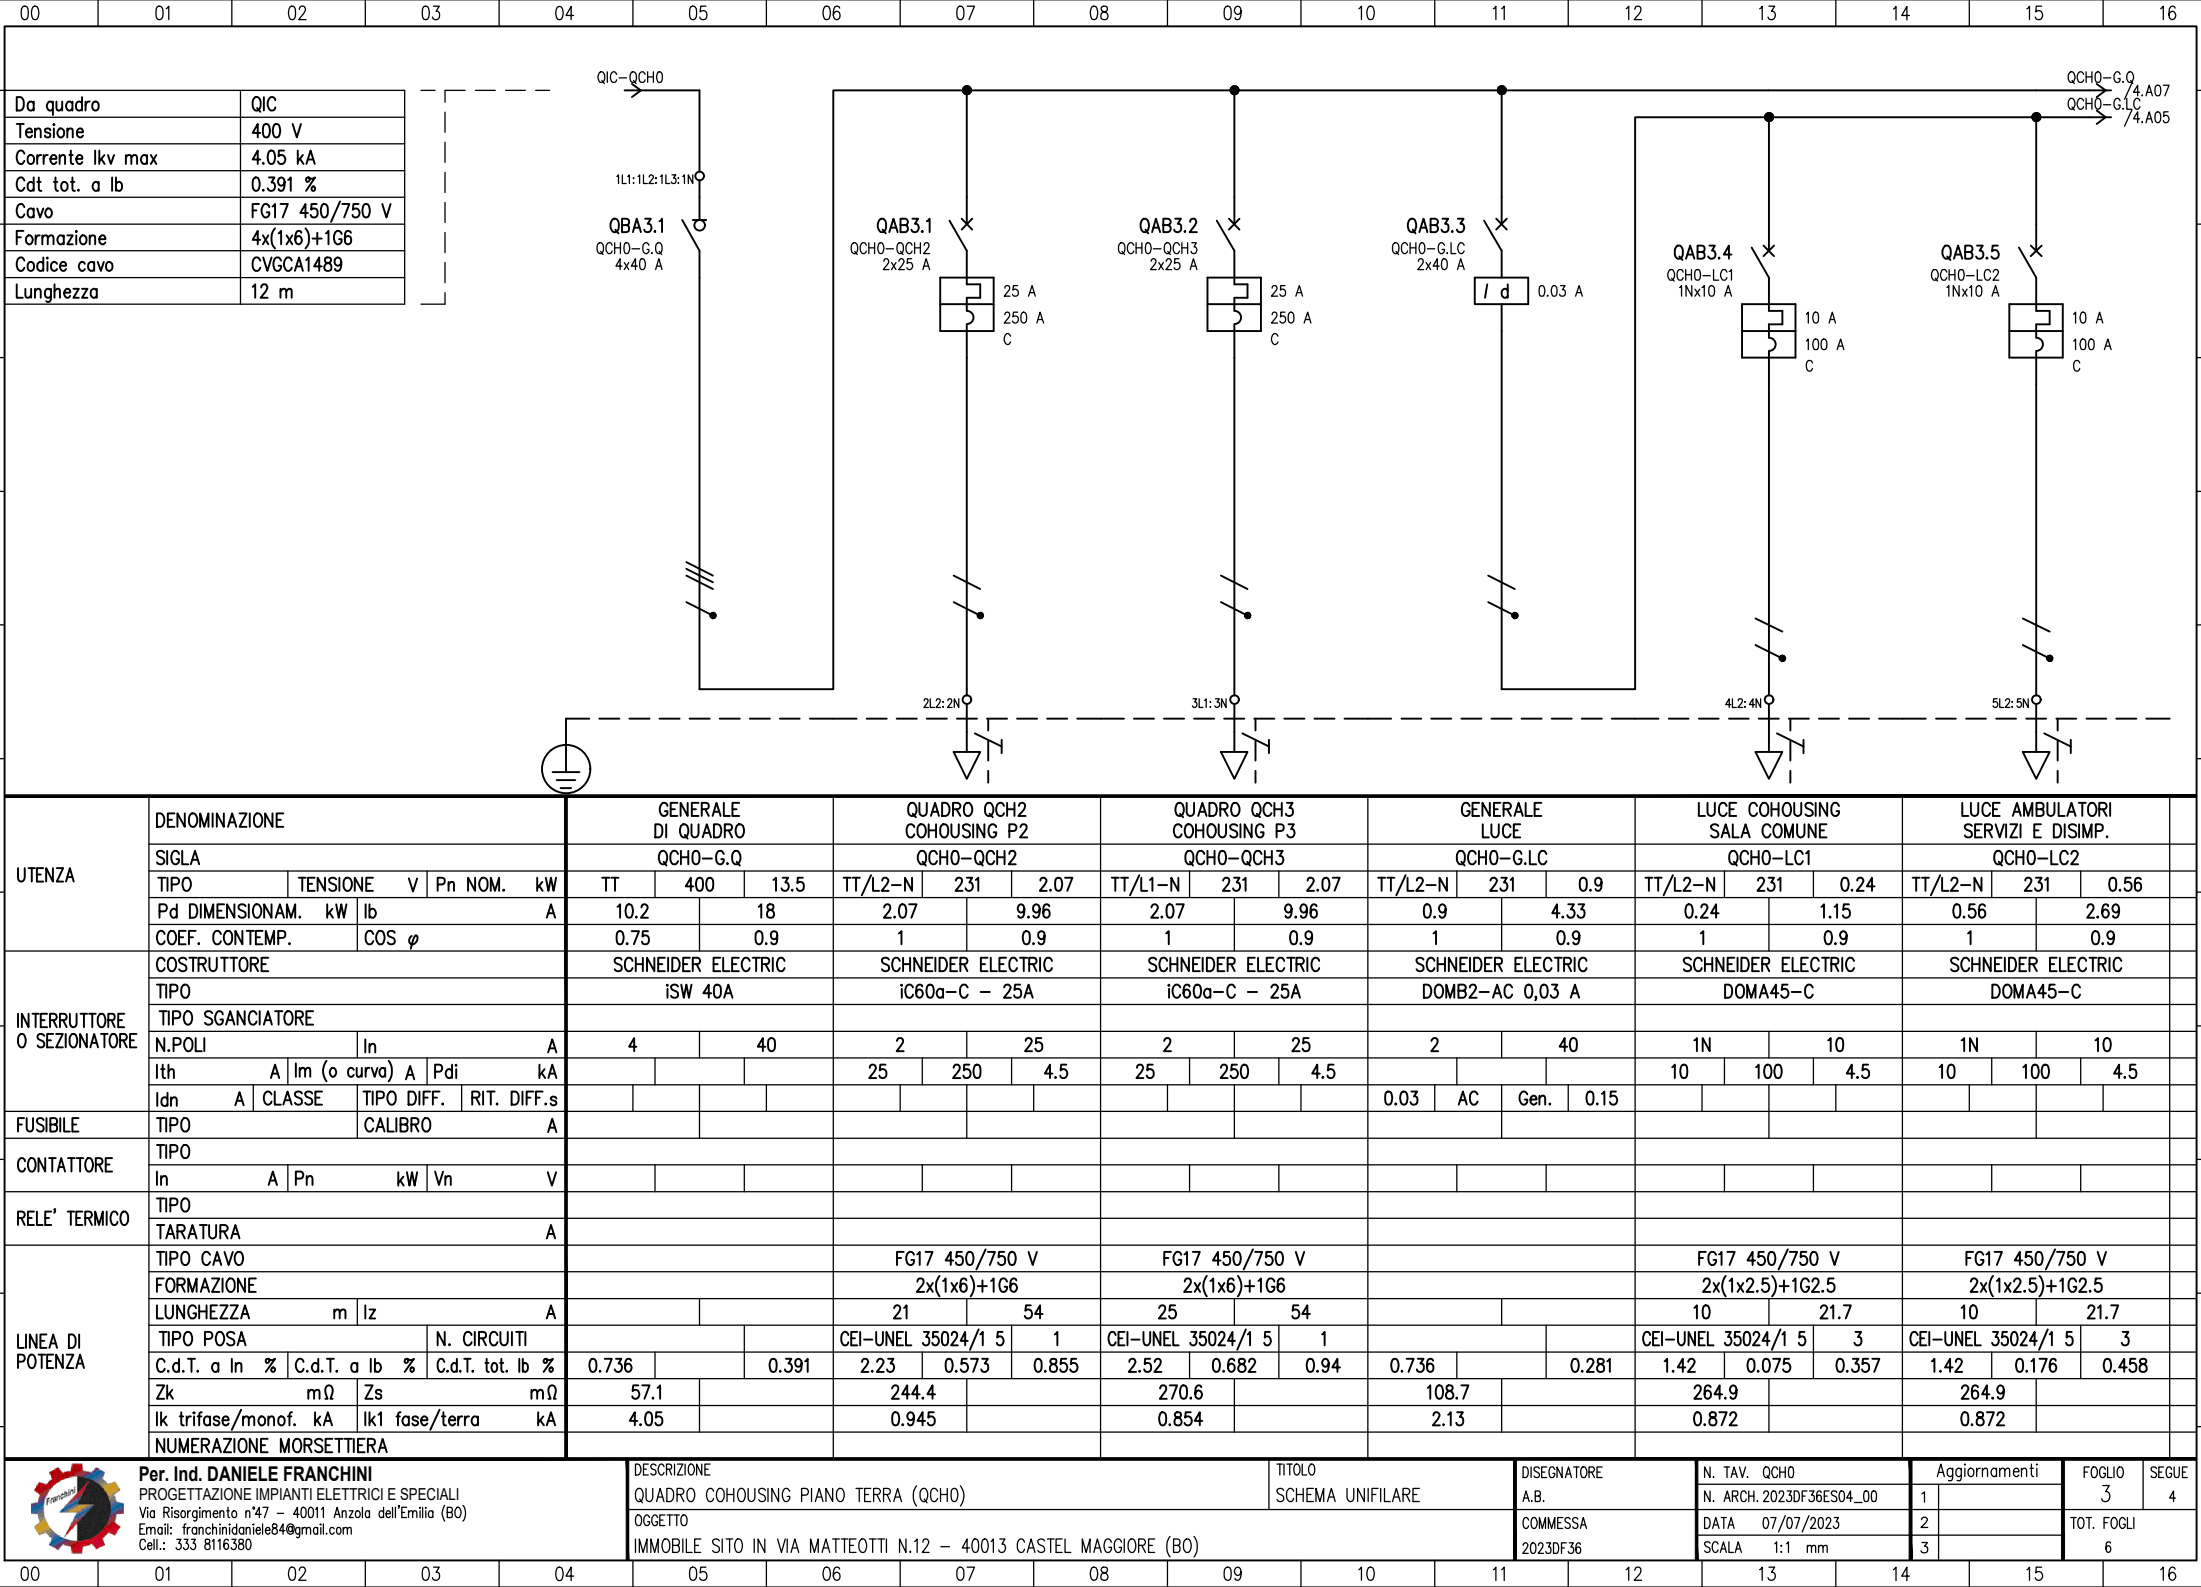 00 01 02 03 04 05 06 07 08 09 10 11 12 13 14 15 16
Da quadro QIC
Tensione 400 V
Corrente Ikv max 4.05 kA
Cdt tot. a Ib 0.391 %
Cavo FG17 450/750 V
Formazione 4x(1x6)+1G6
Codice cavo CVGCA1489
Lunghezza 12 m
QIC-QCH0
1L1:1L2:1L3:1N
QBA3.1
QCH0-G.Q
4x40 A
QAB3.1
QCH0-QCH2
2x25 A
25 A
250 A
C
2L2:2N
QAB3.2
QCH0-QCH3
2x25 A
25 A
250 A
C
3L1:3N
QAB3.3
QCH0-G.LC
2x40 A
I d 0.03 A
QAB3.4
QCH0-LC1
1Nx10 A
10 A
100 A
C
4L2:4N
QAB3.5
QCH0-LC2
1Nx10 A
10 A
100 A
C
5L2:5N
QCH0-G.Q
/4.A07
QCH0-G.LC
/4.A05
UTENZA
DENOMINAZIONE GENERALE DI QUADRO QUADRO QCH2 COHOUSING P2 QUADRO QCH3 COHOUSING P3 GENERALE LUCE LUCE COHOUSING SALA COMUNE LUCE AMBULATORI SERVIZI E DISIMP.
SIGLA QCH0-G.Q QCH0-QCH2 QCH0-QCH3 QCH0-G.LC QCH0-LC1 QCH0-LC2
TIPO TENSIONE V Pn NOM. kW TT 400 13.5 TT/L2-N 231 2.07 TT/L1-N 231 2.07 TT/L2-N 231 0.9 TT/L2-N 231 0.24 TT/L2-N 231 0.56
Pd DIMENSIONAM. kW Ib A 10.2 18 2.07 9.96 2.07 9.96 0.9 4.33 0.24 1.15 0.56 2.69
COEF. CONTEMP. COS φ 0.75 0.9 1 0.9 1 0.9 1 0.9 1 0.9 1 0.9
INTERRUTTORE
O SEZIONATORE
COSTRUTTORE SCHNEIDER ELECTRIC SCHNEIDER ELECTRIC SCHNEIDER ELECTRIC SCHNEIDER ELECTRIC SCHNEIDER ELECTRIC SCHNEIDER ELECTRIC
TIPO iSW 40A iC60a-C - 25A iC60a-C - 25A DOMB2-AC 0,03 A DOMA45-C DOMA45-C
TIPO SGANCIATORE
N.POLI In A 4 40 2 25 2 25 2 40 1N 10 1N 10
Ith A Im (o curva) A Pdi kA 25 250 4.5 25 250 4.5 10 100 4.5 10 100 4.5
Idn A CLASSE TIPO DIFF. RIT. DIFF.s 0.03 AC Gen. 0.15
FUSIBILE TIPO CALIBRO A
CONTATTORE
TIPO
In A Pn kW Vn V
RELE' TERMICO
TIPO
TARATURA A
LINEA DI
POTENZA
TIPO CAVO FG17 450/750 V FG17 450/750 V FG17 450/750 V FG17 450/750 V
FORMAZIONE 2x(1x6)+1G6 2x(1x6)+1G6 2x(1x2.5)+1G2.5 2x(1x2.5)+1G2.5
LUNGHEZZA m Iz A 21 54 25 54 10 21.7 10 21.7
TIPO POSA N. CIRCUITI CEI-UNEL 35024/1 5 1 CEI-UNEL 35024/1 5 1 CEI-UNEL 35024/1 5 3 CEI-UNEL 35024/1 5 3
C.d.T. a In % C.d.T. a Ib % C.d.T. tot. Ib % 0.736 0.391 2.23 0.573 0.855 2.52 0.682 0.94 0.736 0.281 1.42 0.075 0.357 1.42 0.176 0.458
Zk mΩ Zs mΩ 57.1 244.4 270.6 108.7 264.9 264.9
Ik trifase/monof. kA Ik1 fase/terra kA 4.05 0.945 0.854 2.13 0.872 0.872
NUMERAZIONE MORSETTIERA
Franchini
Per. Ind. DANIELE FRANCHINI
PROGETTAZIONE IMPIANTI ELETTRICI E SPECIALI
Via Risorgimento n°47 - 40011 Anzola dell'Emilia (BO)
Email: franchinidaniele84@gmail.com
Cell.: 333 8116380
DESCRIZIONE
QUADRO COHOUSING PIANO TERRA (QCH0)
OGGETTO
IMMOBILE SITO IN VIA MATTEOTTI N.12 - 40013 CASTEL MAGGIORE (BO)
TITOLO
SCHEMA UNIFILARE
DISEGNATORE
A.B.
COMMESSA
2023DF36
N. TAV. QCH0
N. ARCH. 2023DF36ES04_00
DATA 07/07/2023
SCALA 1:1 mm
Aggiornamenti
1
2
3
FOGLIO
3
SEGUE
4
TOT. FOGLI
6
00 01 02 03 04 05 06 07 08 09 10 11 12 13 14 15 16